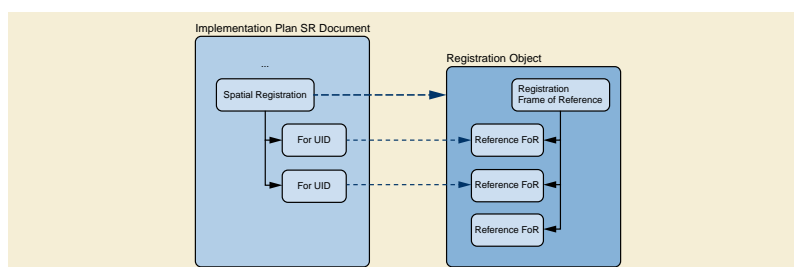 Implementation Plan SR Document
...
Spatial Registration
For UID
For UID
Registration Object
Registration
Frame of Reference
Reference FoR
Reference FoR
Reference FoR